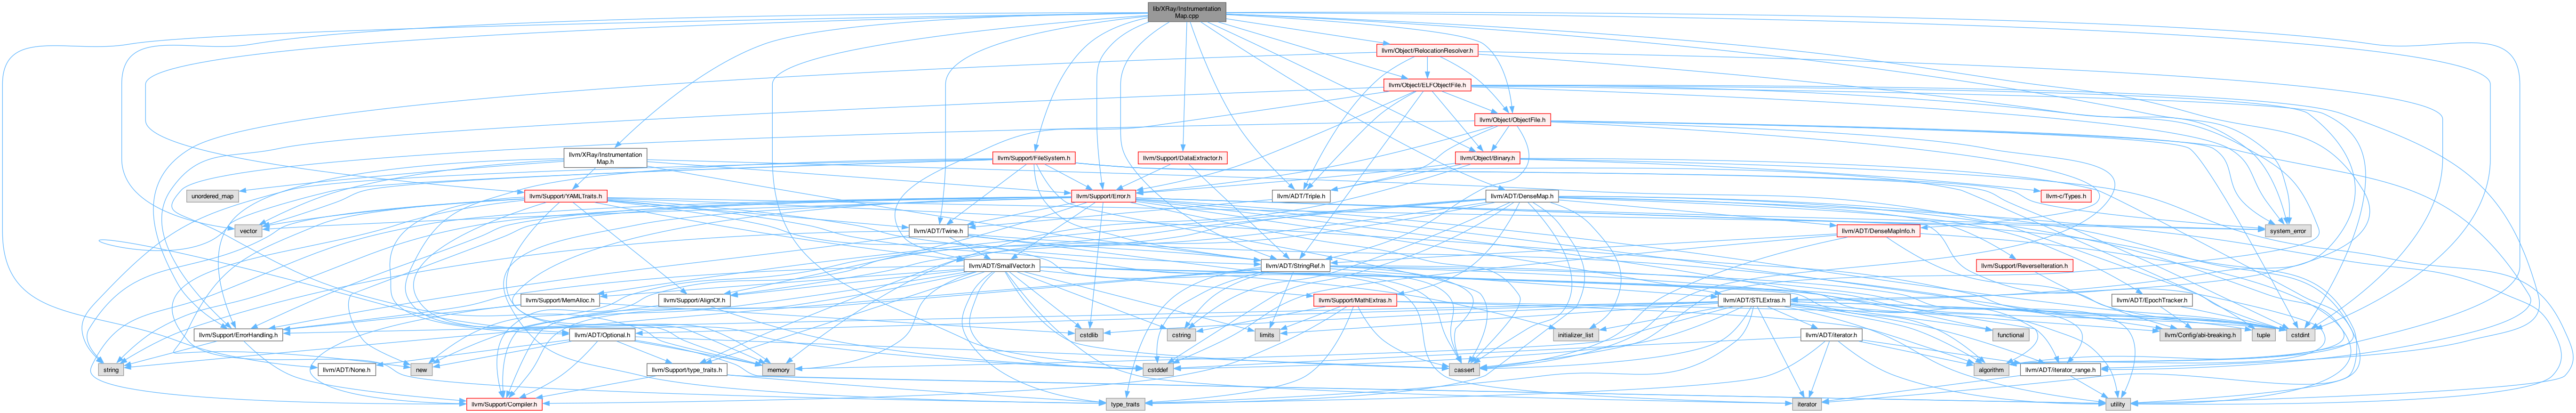 lib/XRay/Instrumentation
Map.cpp
llvm/Object/RelocationResolver.h
llvm/Object/ELFObjectFile.h
llvm/Object/ObjectFile.h
llvm/XRay/Instrumentation
Map.h
llvm/Support/FileSystem.h
llvm/Support/DataExtractor.h
llvm/Object/Binary.h
unordered_map
llvm/Support/YAMLTraits.h
llvm/Support/Error.h
llvm/ADT/Triple.h
llvm/ADT/DenseMap.h
llvm-c/Types.h
vector
llvm/ADT/Twine.h
llvm/ADT/DenseMapInfo.h
system_error
llvm/ADT/SmallVector.h
llvm/ADT/StringRef.h
llvm/Support/ReverseIteration.h
llvm/Support/MemAlloc.h
llvm/Support/AlignOf.h
llvm/Support/MathExtras.h
llvm/ADT/STLExtras.h
llvm/ADT/EpochTracker.h
llvm/Support/ErrorHandling.h
llvm/ADT/Optional.h
cstdlib
cstring
limits
initializer_list
llvm/ADT/iterator.h
functional
llvm/Config/abi-breaking.h
tuple
cstdint
string
llvm/ADT/None.h
new
llvm/Support/type_traits.h
memory
cstddef
cassert
algorithm
llvm/ADT/iterator_range.h
llvm/Support/Compiler.h
type_traits
iterator
utility